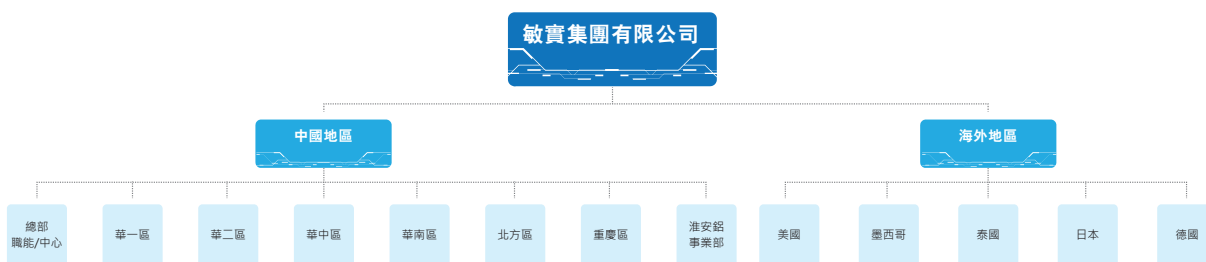 敏實集團有限公司
中國地區
海外地區
總部
職能/中心
華一區
華二區
華中區
華南區
北方區
重慶區
淮安鋁
事業部
美國
墨西哥
泰國
日本
德國